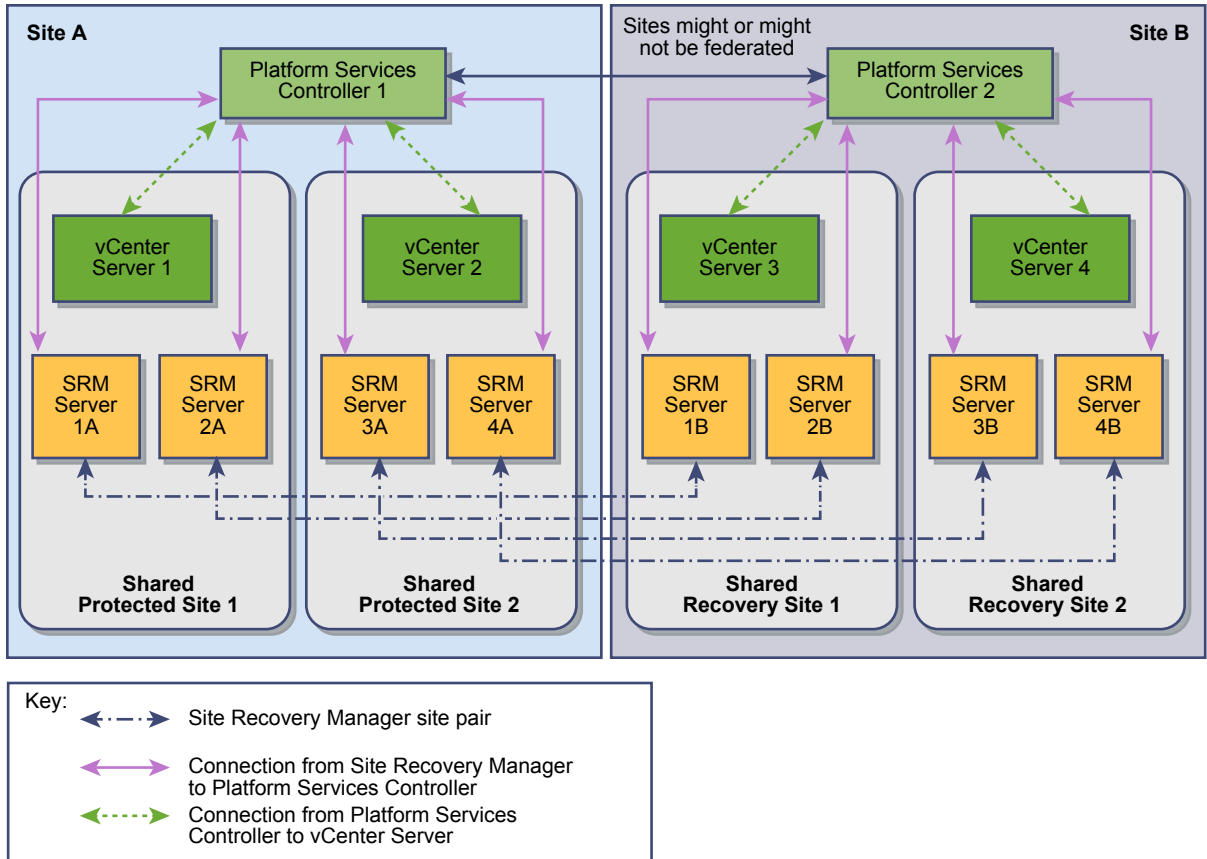 Site A
Sites might or might
not be federated
Site B
Platform Services
Controller 1
Platform Services
Controller 2
vCenter
Server 1
vCenter
Server 2
vCenter
Server 3
vCenter
Server 4
SRM
Server
1A
SRM
Server
2A
SRM
Server
3A
SRM
Server
4A
SRM
Server
1B
SRM
Server
2B
SRM
Server
3B
SRM
Server
4B
Shared
Protected Site 1
Shared
Protected Site 2
Shared
Recovery Site 1
Shared
Recovery Site 2
Key:
Site Recovery Manager site pair
Connection from Site Recovery Manager
to Platform Services Controller
Connection from Platform Services
Controller to vCenter Server